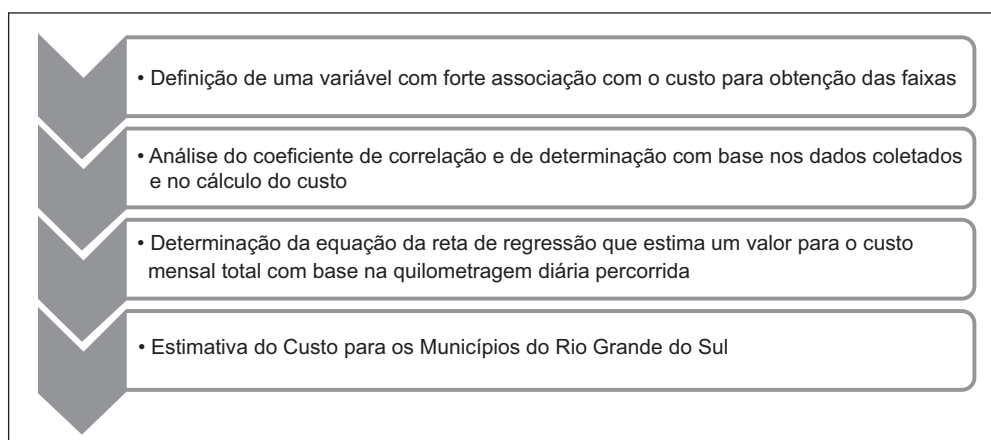 • Definição de uma variável com forte associação com o custo para obtenção das faixas
• Análise do coeficiente de correlação e de determinação com base nos dados coletados
e no cálculo do custo
• Determinação da equação da reta de regressão que estima um valor para o custo
mensal total com base na quilometragem diária percorrida
• Estimativa do Custo para os Municípios do Rio Grande do Sul